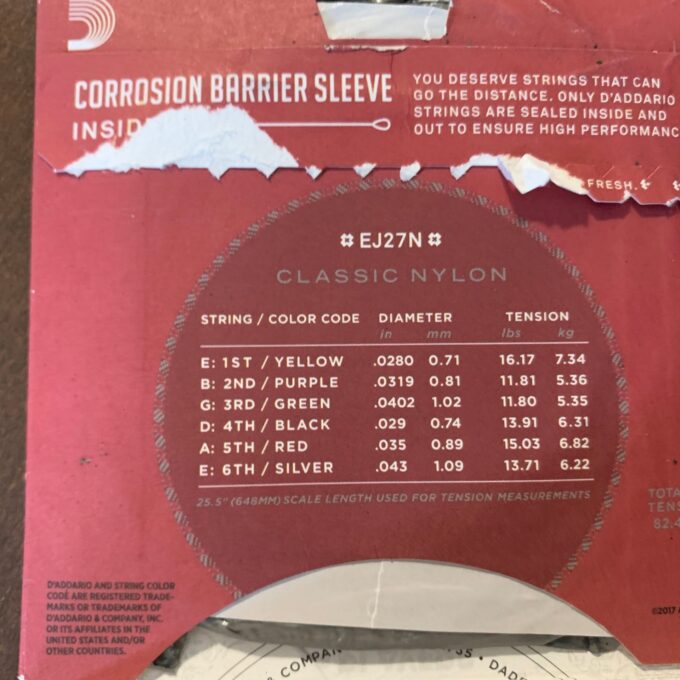 CORROSION BARRIER SLEEVE
INSID
YOU DESERVE STRINGS THAT CAN
GO THE DISTANCE. ONLY D'ADDARIO
STRINGS ARE SEALED INSIDE AND
OUT TO ENSURE HIGH PERFORMANC
FRESH.
# EJ27N #
CLASSIC NYLON
STRING / COLOR CODE DIAMETER TENSION
in mm lbs kg
E: 1ST / YELLOW .0280 0.71 16.17 7.34
B: 2ND / PURPLE .0319 0.81 11.81 5.36
G: 3RD / GREEN .0402 1.02 11.80 5.35
D: 4TH / BLACK .029 0.74 13.91 6.31
A: 5TH / RED .035 0.89 15.03 6.82
E: 6TH / SILVER .043 1.09 13.71 6.22
25.5" (648MM) SCALE LENGTH USED FOR TENSION MEASUREMENTS
TOTA
TENS
82.4
D'ADDARIO AND STRING COLOR
CODE ARE REGISTERED TRADE-
MARKS OR TRADEMARKS OF
D'ADDARIO & COMPANY, INC.
OR ITS AFFILIATES IN THE
UNITED STATES AND/OR
OTHER COUNTRIES.
©2017
& COMPA
DADD